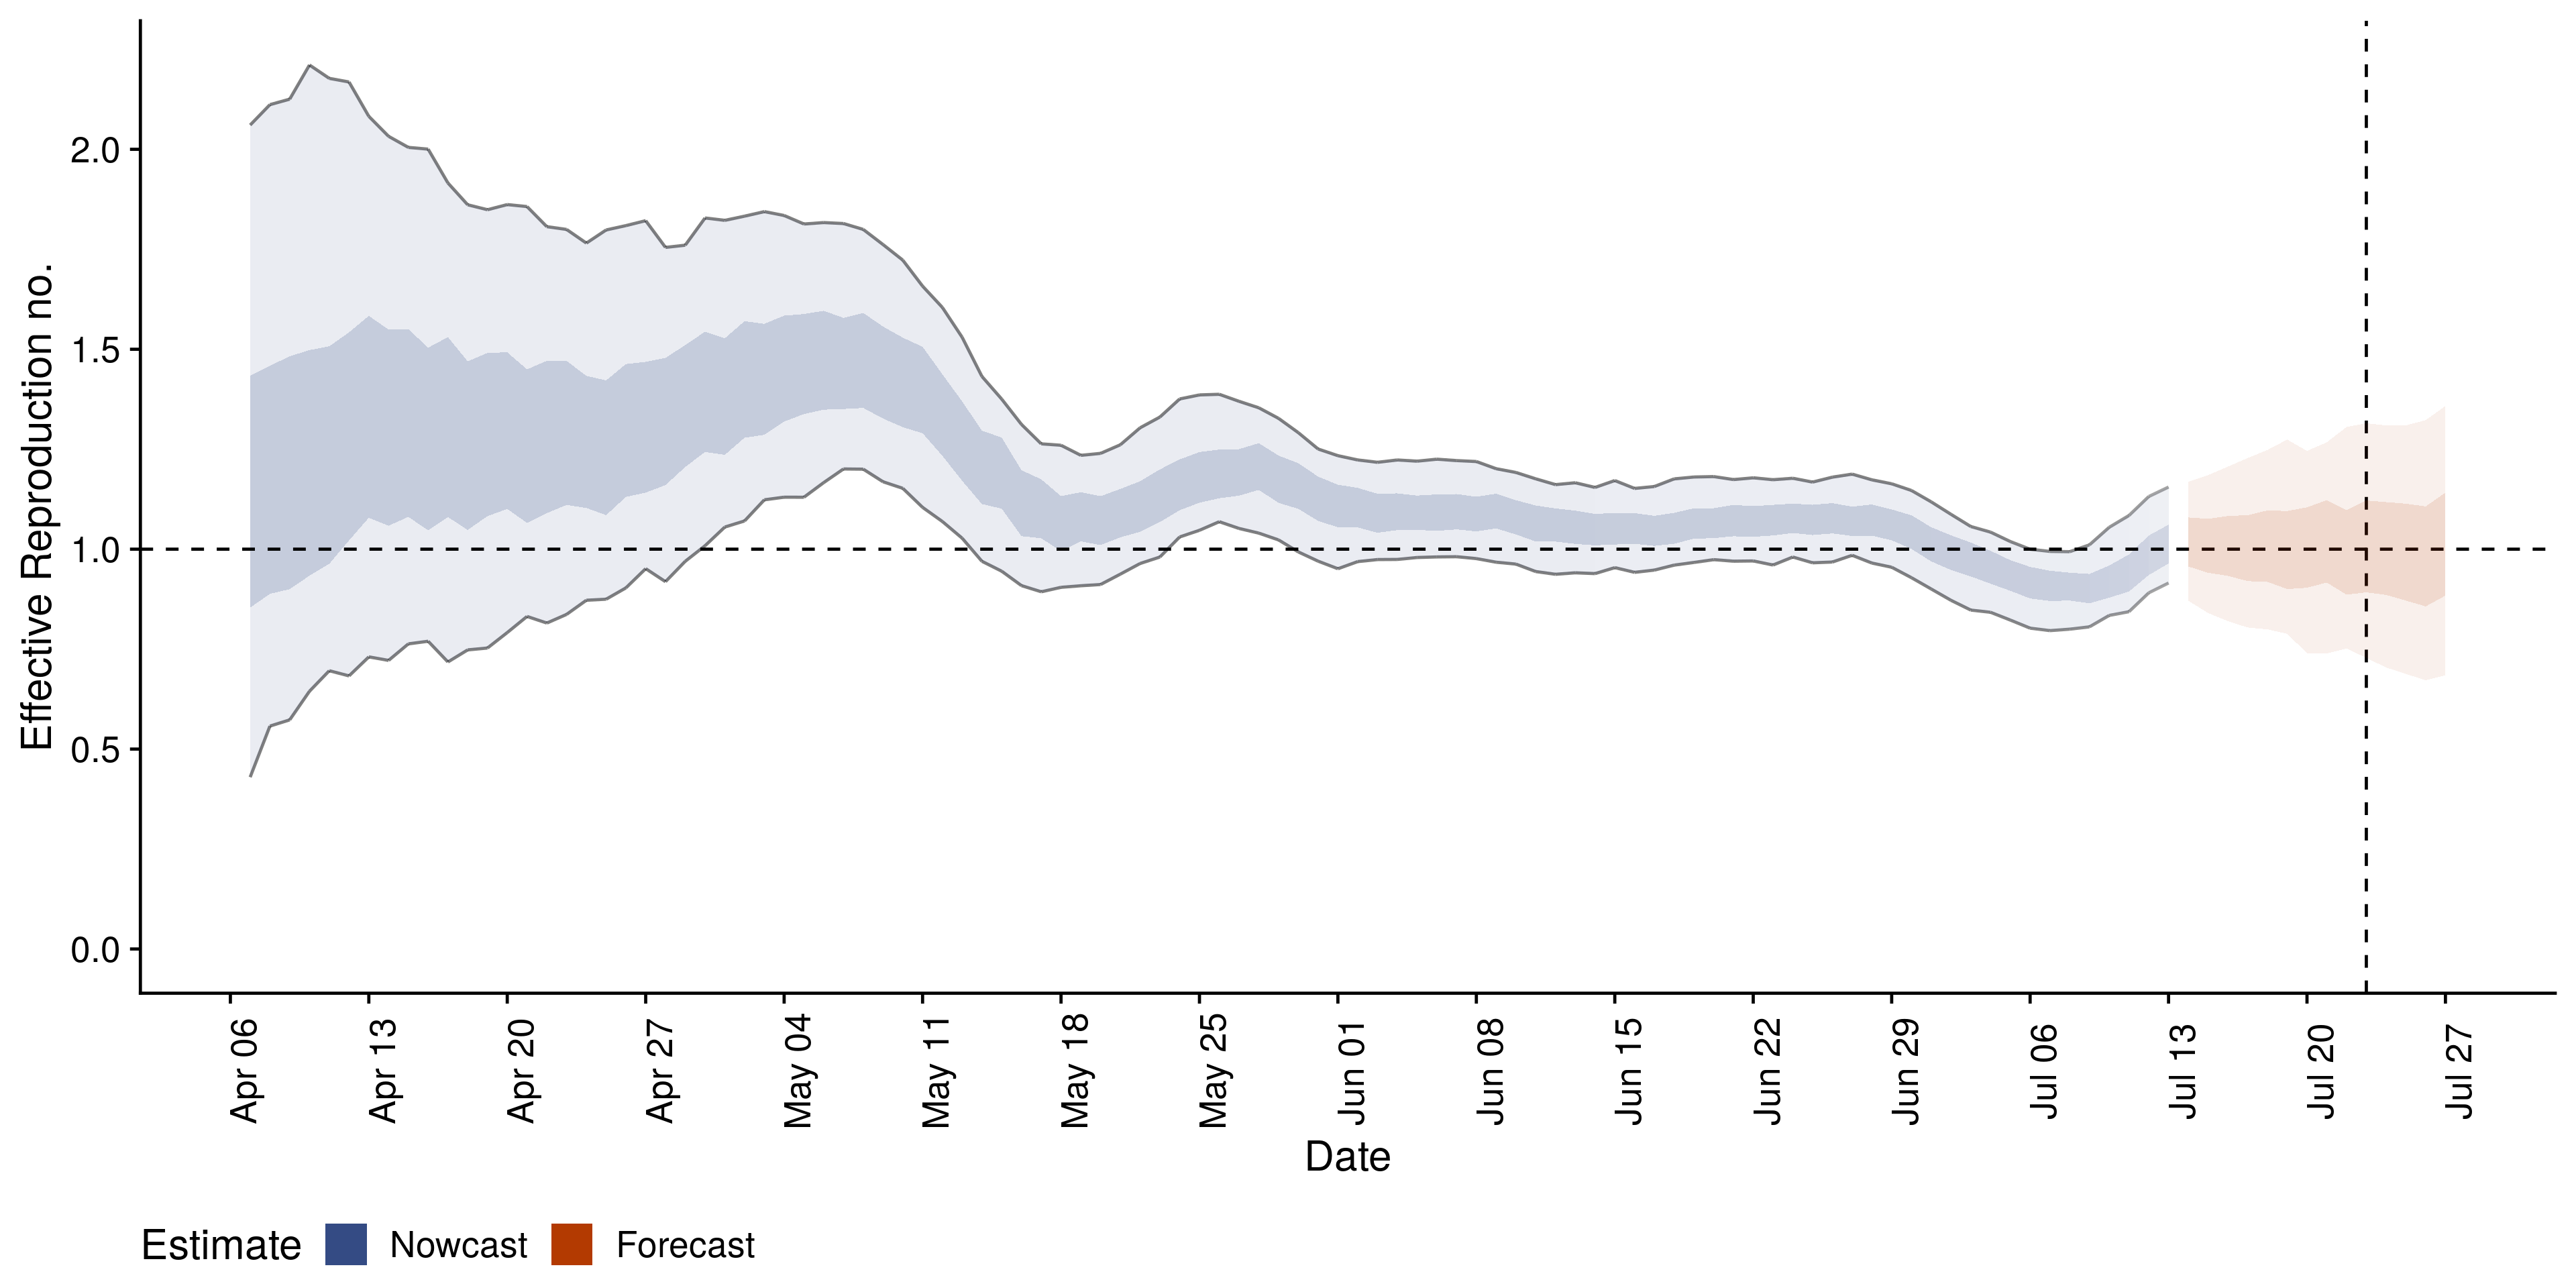 Effective Reproduction no.
2.0
1.5
1.0
0.5
0.0
Apr 06
Apr 13
Apr 20
Apr 27
May 04
May 11
May 18
May 25
Jun 01
Jun 08
Jun 15
Jun 22
Jun 29
Jul 06
Jul 13
Jul 20
Jul 27
Date
Estimate Nowcast Forecast